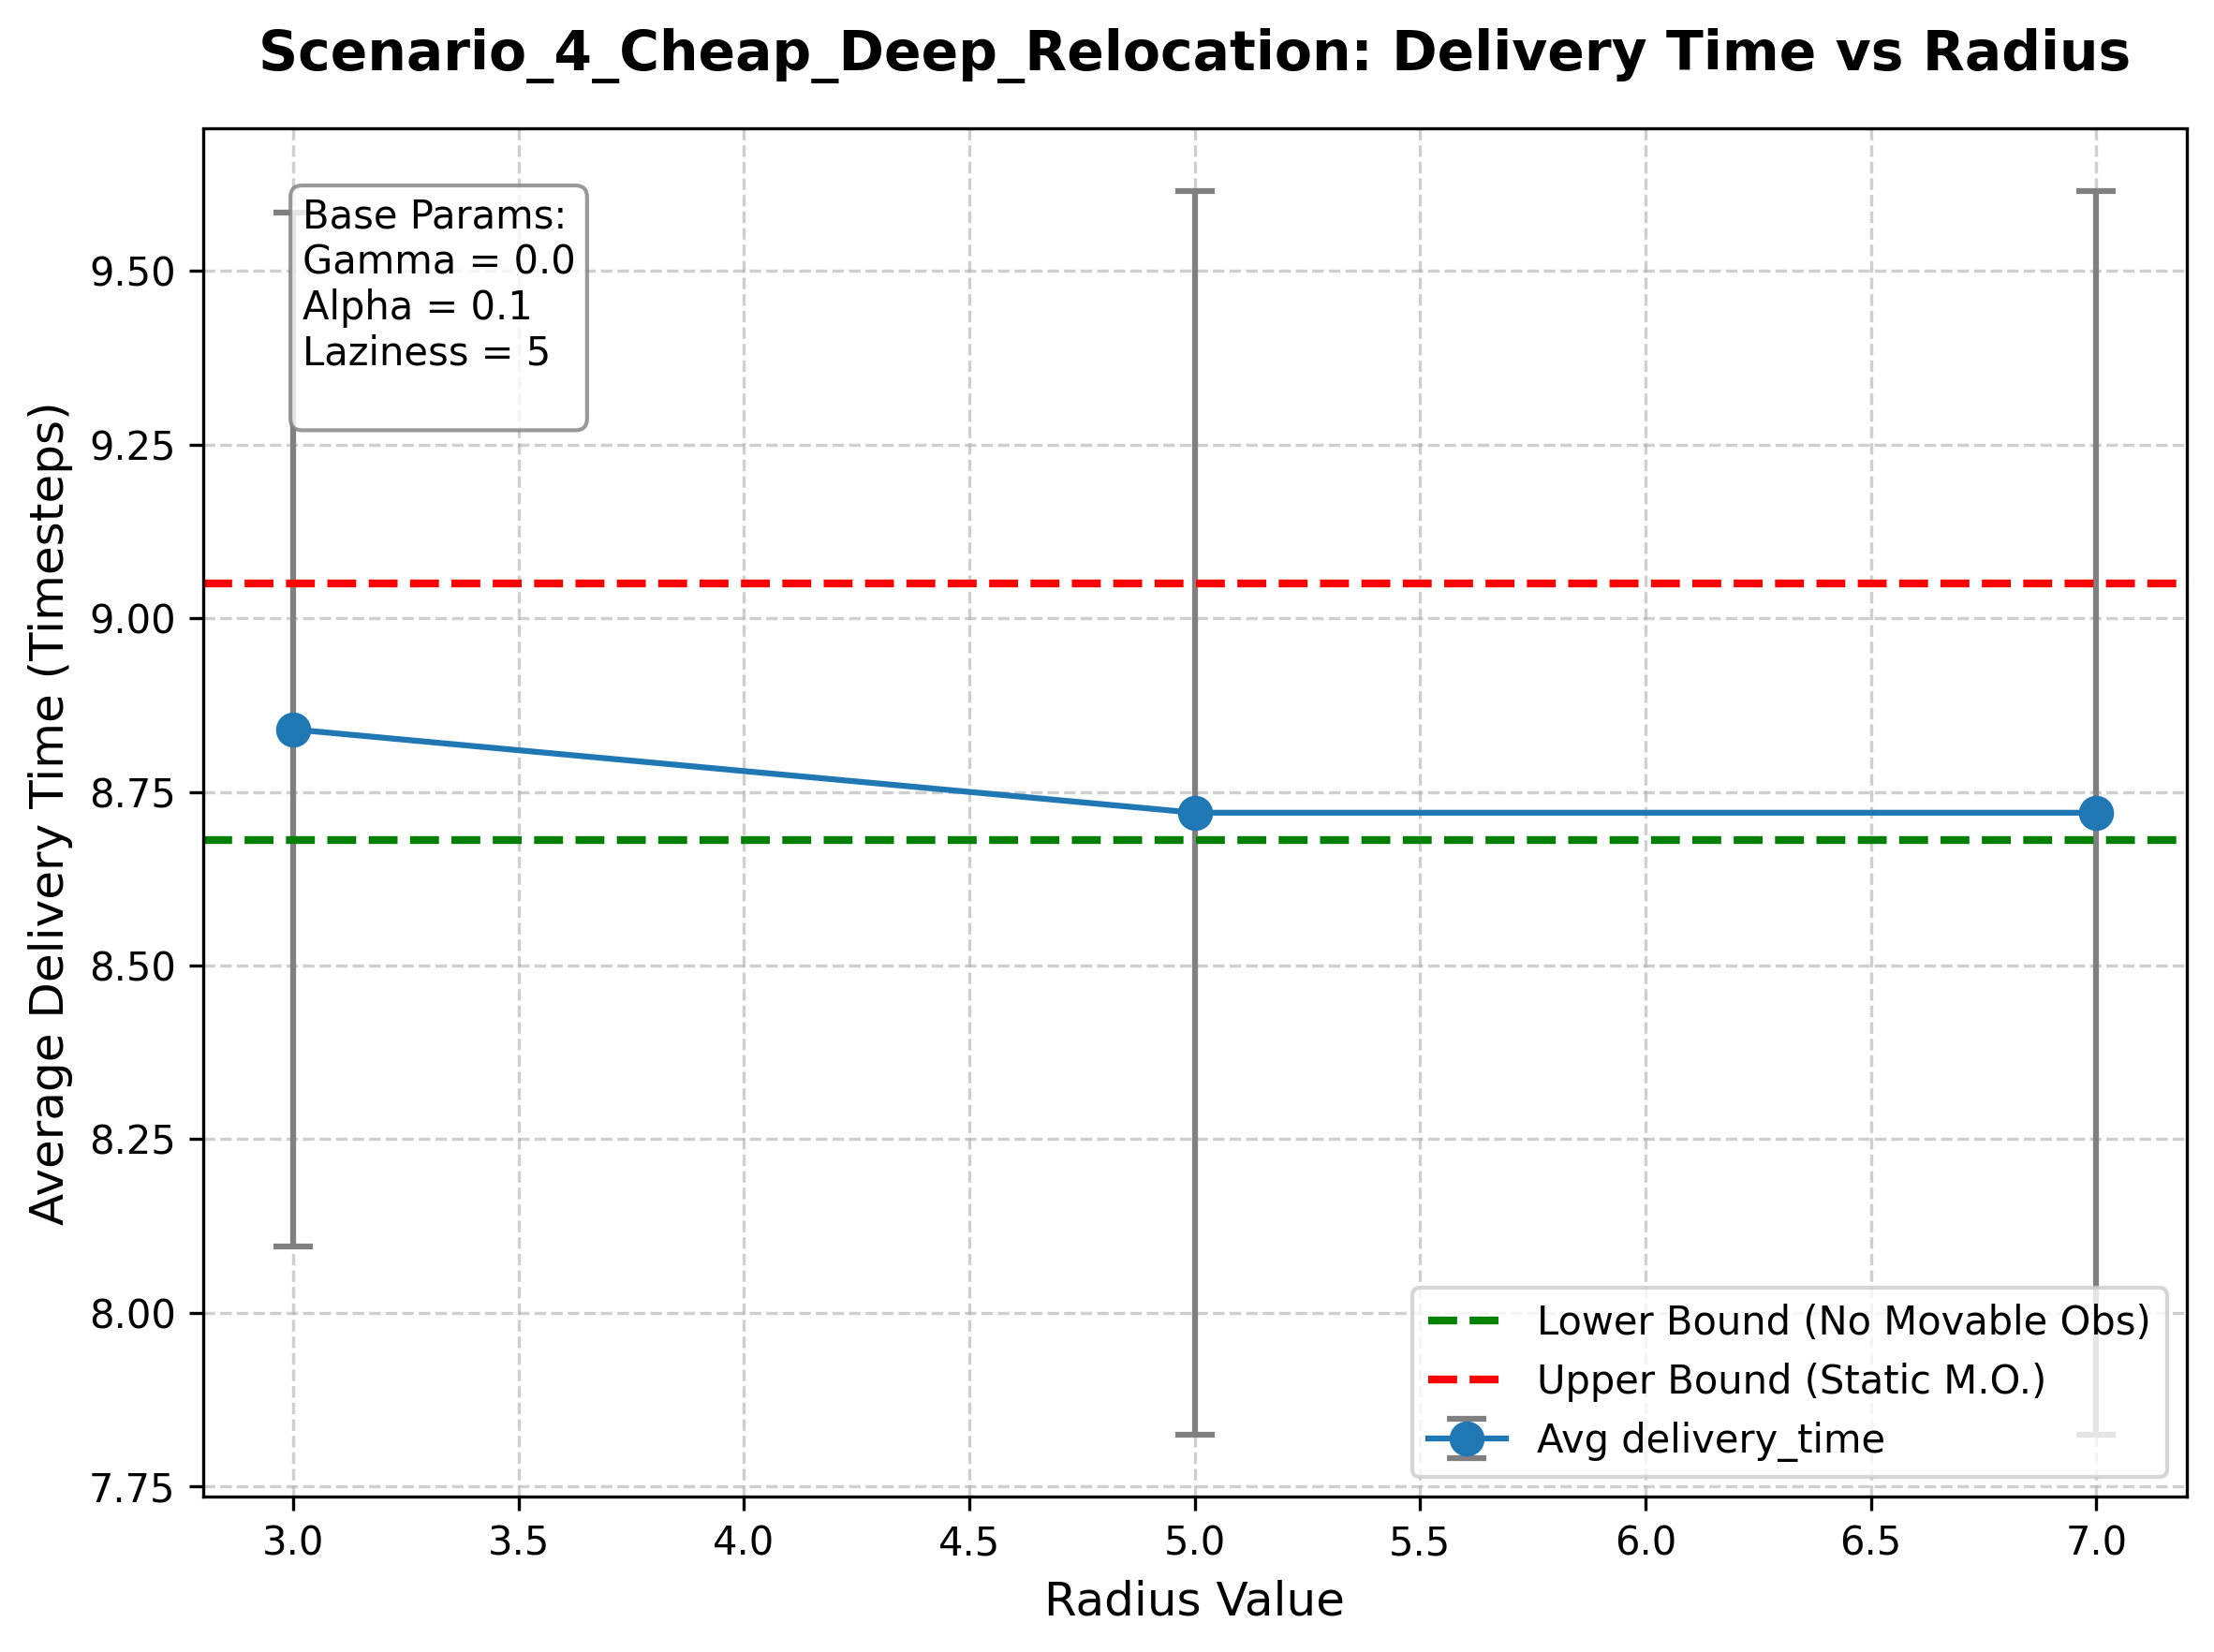 Scenario_4_Cheap_Deep_Relocation: Delivery Time vs Radius
Base Params:
Gamma = 0.0
Alpha = 0.1
Laziness = 5
Average Delivery Time (Timesteps)
9.50
9.25
9.00
8.75
8.50
8.25
8.00
7.75
Lower Bound (No Movable Obs)
Upper Bound (Static M.O.)
Avg delivery_time
3.0 3.5 4.0 4.5 5.0 5.5 6.0 6.5 7.0
Radius Value